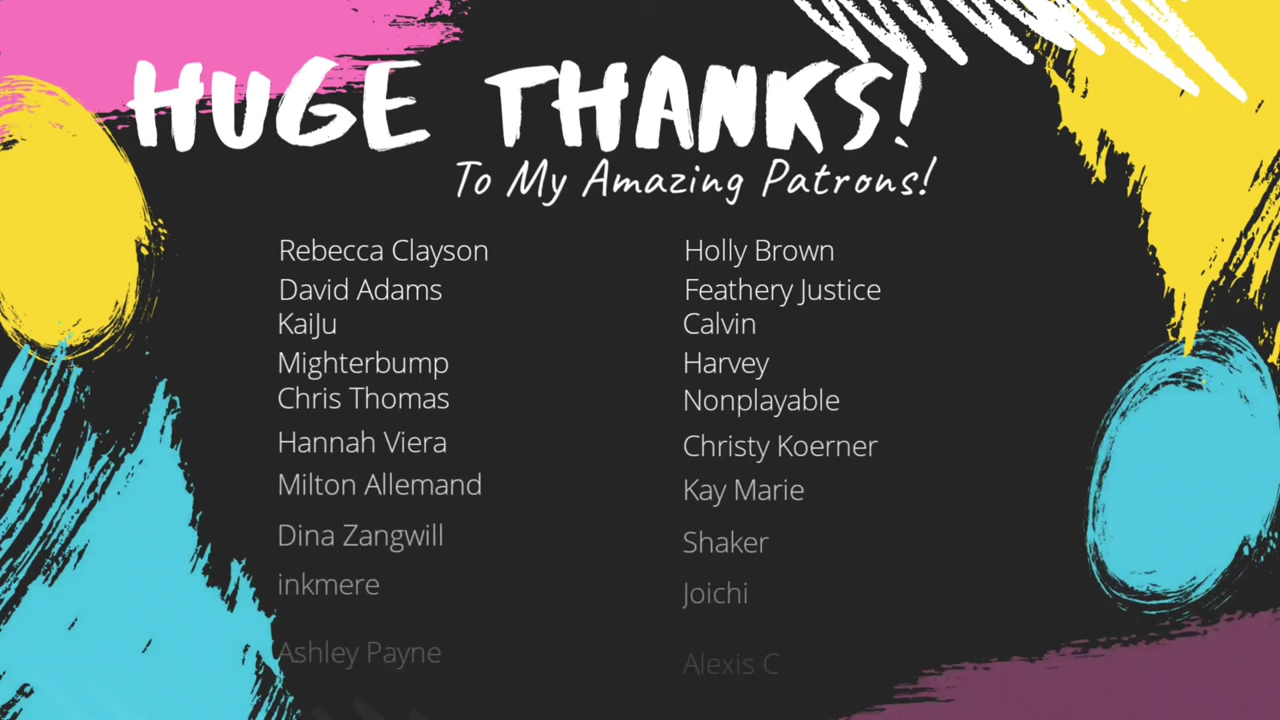 HUGE THANKS!
To My Amazing Patrons!
Rebecca Clayson
David Adams
KaiJu
Mighterbump
Chris Thomas
Hannah Viera
Milton Allemand
Dina Zangwill
inkmere
Ashley Payne
Holly Brown
Feathery Justice
Calvin
Harvey
Nonplayable
Christy Koerner
Kay Marie
Shaker
Joichi
Alexis C